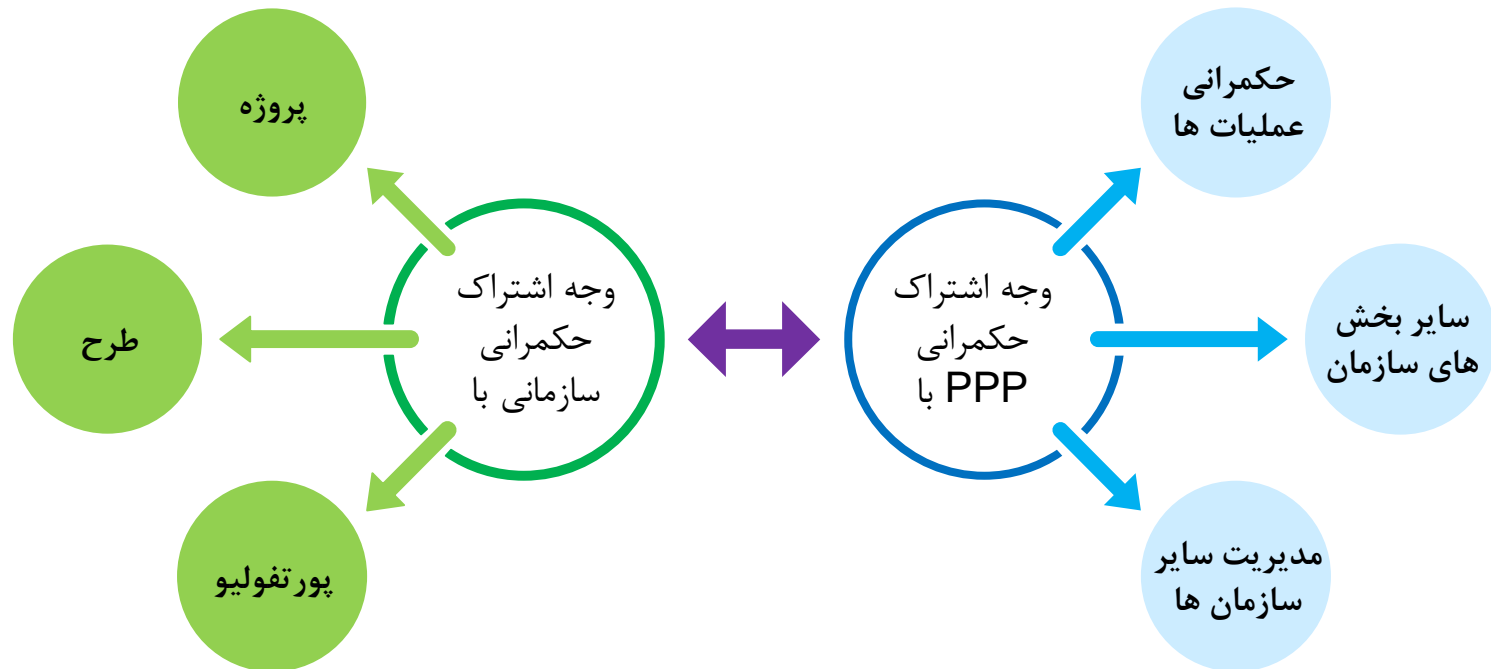 حکمرانی
عملیات ها
سایر بخش
های سازمان
مدیریت سایر
سازمان ها
وجه اشتراک
حکمرانی
PPP با
وجه اشتراک
حکمرانی
سازمانی با
پروژه
طرح
پورتفولیو